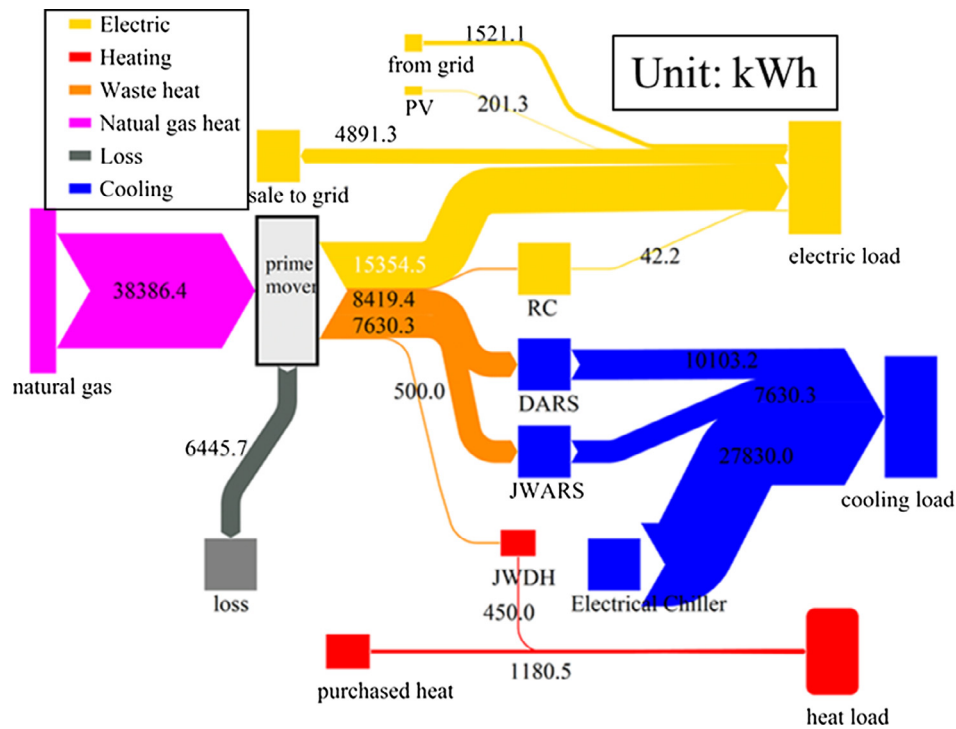 Electric
Heating
Waste heat
Natual gas heat
Loss
Cooling
1521.1
from grid
PV
201.3
Unit: kWh
4891.3
sale to grid
electric load
prime
mover
15354.5
38386.4
8419.4
7630.3
42.2
RC
natural gas
500.0
10103.2
7630.3
DARS
6445.7
27830.0
JWARS
cooling load
JWDH
loss
Electrical Chiller
450.0
1180.5
purchased heat
heat load